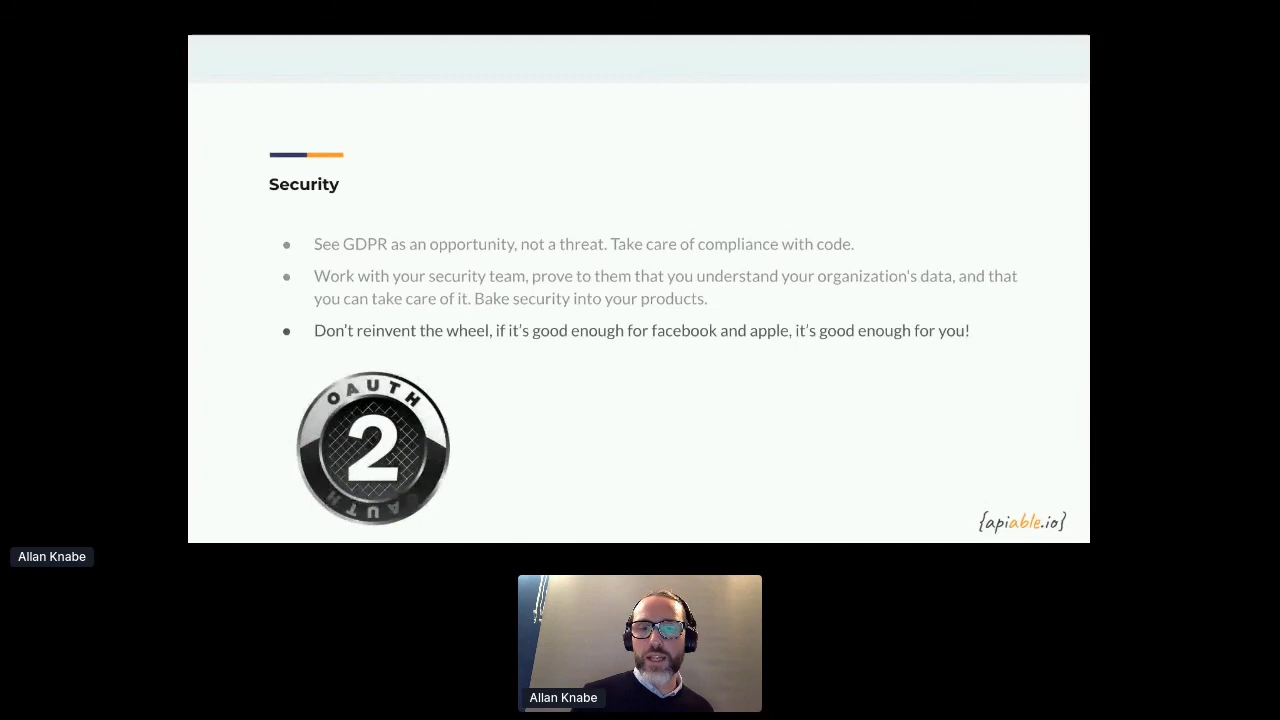 Security
● See GDPR as an opportunity, not a threat. Take care of compliance with code.
● Work with your security team, prove to them that you understand your organization's data, and that
you can take care of it. Bake security into your products.
● Don’t reinvent the wheel, if it’s good enough for facebook and apple, it’s good enough for you!
OAUTH
2
OAUTH
{apiable.io}
Allan Knabe
Allan Knabe